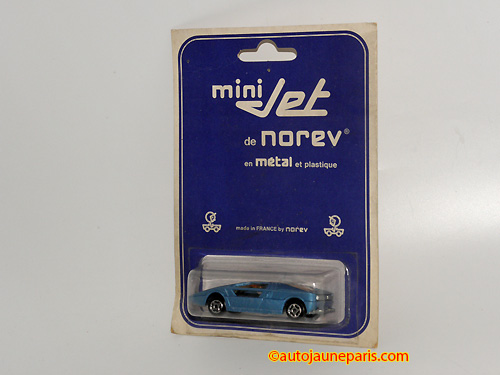 mini Jet
de norev®
en métal et plastique
made in FRANCE by norev
©autojauneparis.com